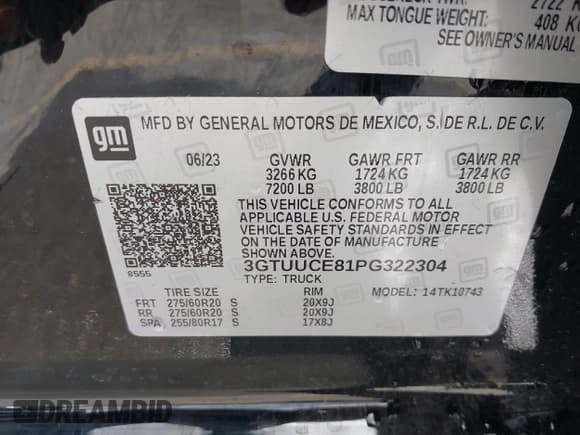 2722 K
MAX TONGUE WEIGHT: 408 KG
SEE OWNER'S MANUAL
gm
MFD BY GENERAL MOTORS DE MEXICO, S. DE R.L. DE C.V.
06/23 GVWR GAWR FRT GAWR RR
3266 KG 1724 KG 1724 KG
7200 LB 3800 LB 3800 LB
THIS VEHICLE CONFORMS TO ALL
APPLICABLE U.S. FEDERAL MOTOR
VEHICLE SAFETY STANDARDS IN EFFECT
ON THE DATE OF MANUFACTURE SHOWN ABOVE.
3GTUUCE81PG322304
8555 TYPE: TRUCK MODEL: 14TK10743
TIRE SIZE RIM
FRT 275/60R20 S 20X9J
RR 275/60R20 S 20X9J
SPA 255/80R17 S 17X8J
DREAMBID